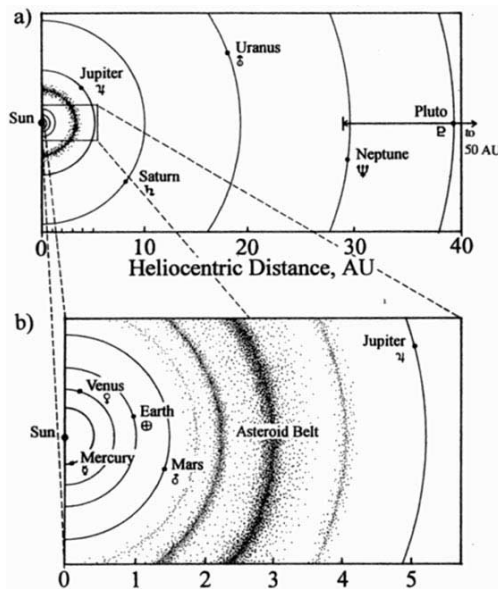 a)
Uranus
⛢
Jupiter
♃
Sun
Pluto
♇
to
50 AU
Neptune
♆
Saturn
♄
0
10
20
30
40
Heliocentric Distance, AU
b)
Jupiter
♃
Venus
♀
Earth
⊕
Sun
Asteroid Belt
Mercury
☿
Mars
♂
0
1
2
3
4
5